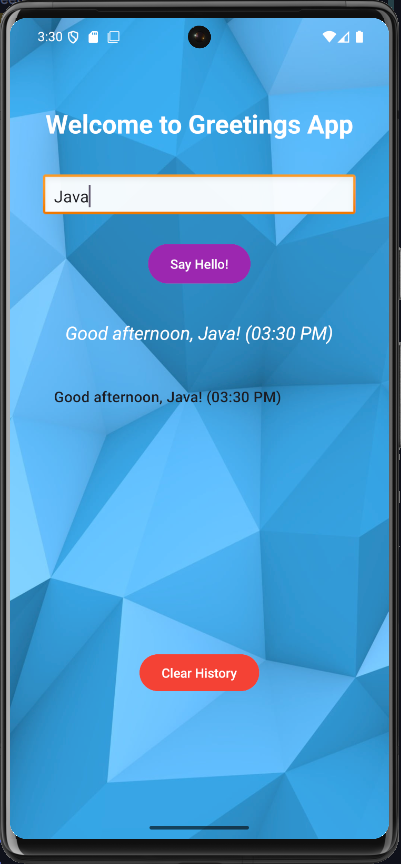 3:30
Welcome to Greetings App
Java
Say Hello!
Good afternoon, Java! (03:30 PM)
Good afternoon, Java! (03:30 PM)
Clear History